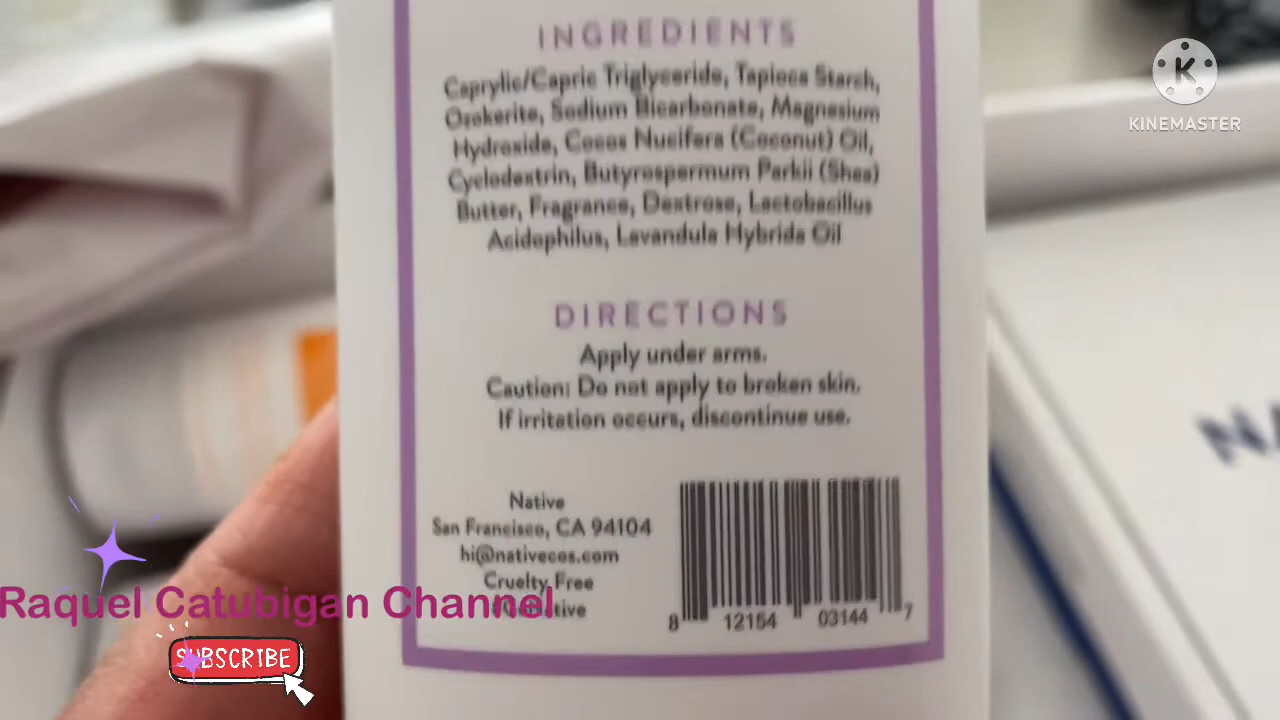 INGREDIENTS
Caprylic/Capric Triglyceride, Tapioca Starch,
Ozokerite, Sodium Bicarbonate, Magnesium
Hydroxide, Cocos Nucifera (Coconut) Oil,
Cyclodextrin, Butyrospermum Parkii (Shea)
Butter, Fragrance, Dextrose, Lactobacillus
Acidophilus, Lavandula Hybrida Oil
DIRECTIONS
Apply under arms.
Caution: Do not apply to broken skin.
If irritation occurs, discontinue use.
Native
San Francisco, CA 94104
hi@nativecos.com
Cruelty Free
8 12154 03144 7
K
KINEMASTER
Raquel Catubigan Channel
SUBSCRIBE